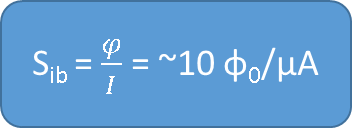 S_ib = φ/I = ~10 ϕ₀/µA